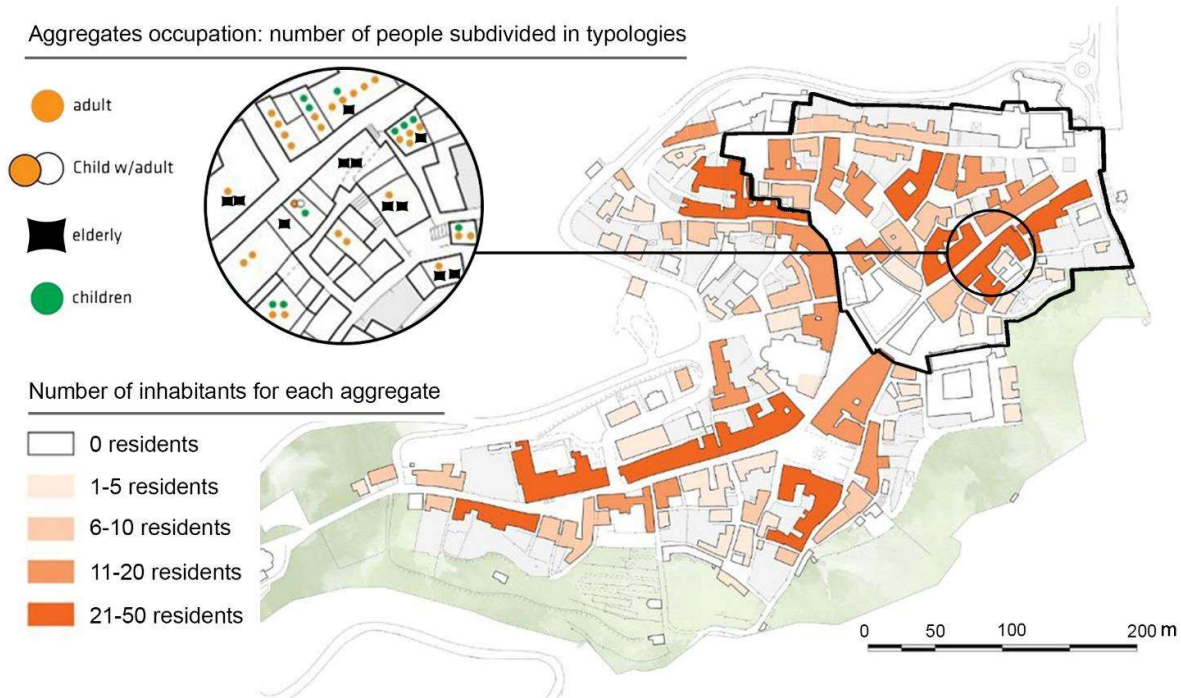 Aggregates occupation: number of people subdivided in typologies
adult
Child w/adult
elderly
children
Number of inhabitants for each aggregate
0 residents
1-5 residents
6-10 residents
11-20 residents
21-50 residents
0 50 100 200 m